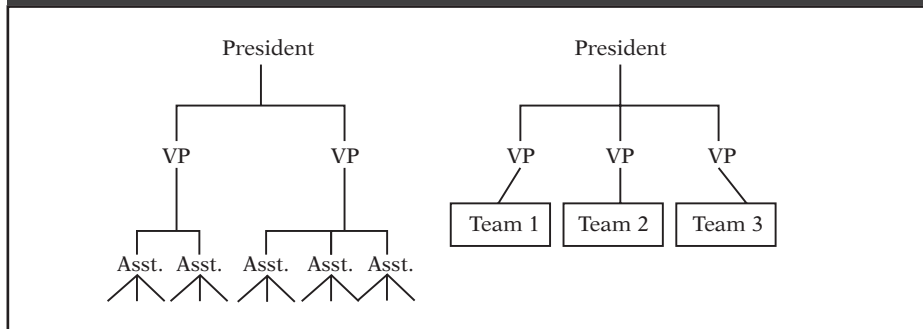 President President
VP VP VP VP VP
Team 1 Team 2 Team 3
Asst. Asst. Asst. Asst. Asst.